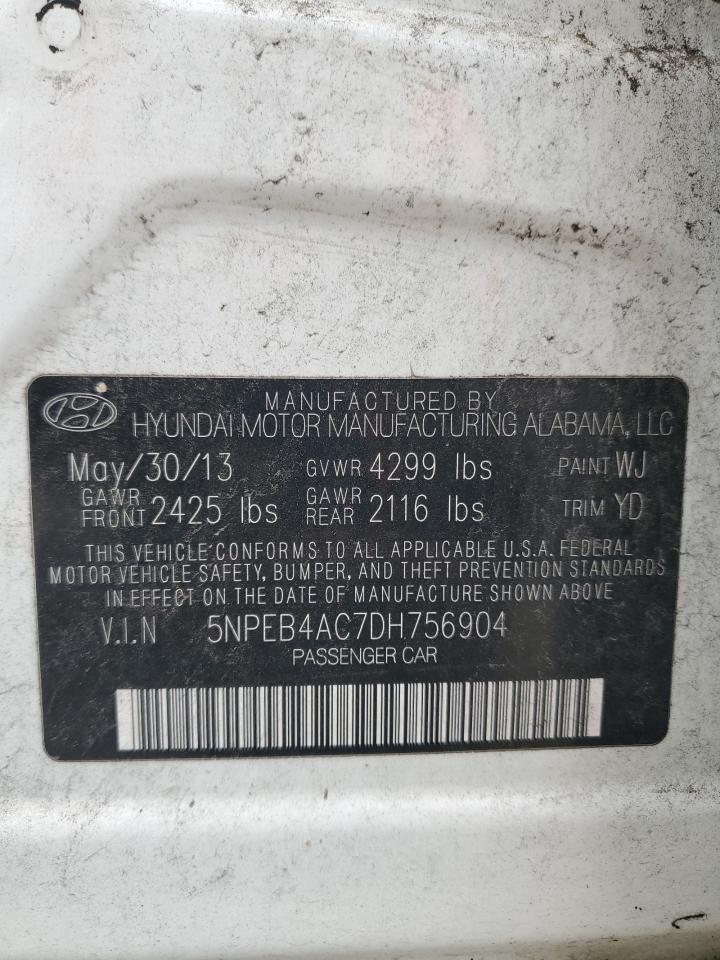 MANUFACTURED BY
HYUNDAI MOTOR MANUFACTURING ALABAMA, LLC
May/30/13 GVWR 4299 lbs PAINT WJ
GAWR FRONT 2425 lbs GAWR REAR 2116 lbs TRIM YD
THIS VEHICLE CONFORMS TO ALL APPLICABLE U.S.A. FEDERAL
MOTOR VEHICLE SAFETY, BUMPER, AND THEFT PREVENTION STANDARDS
IN EFFECT ON THE DATE OF MANUFACTURE SHOWN ABOVE
V.I.N 5NPEB4AC7DH756904
PASSENGER CAR